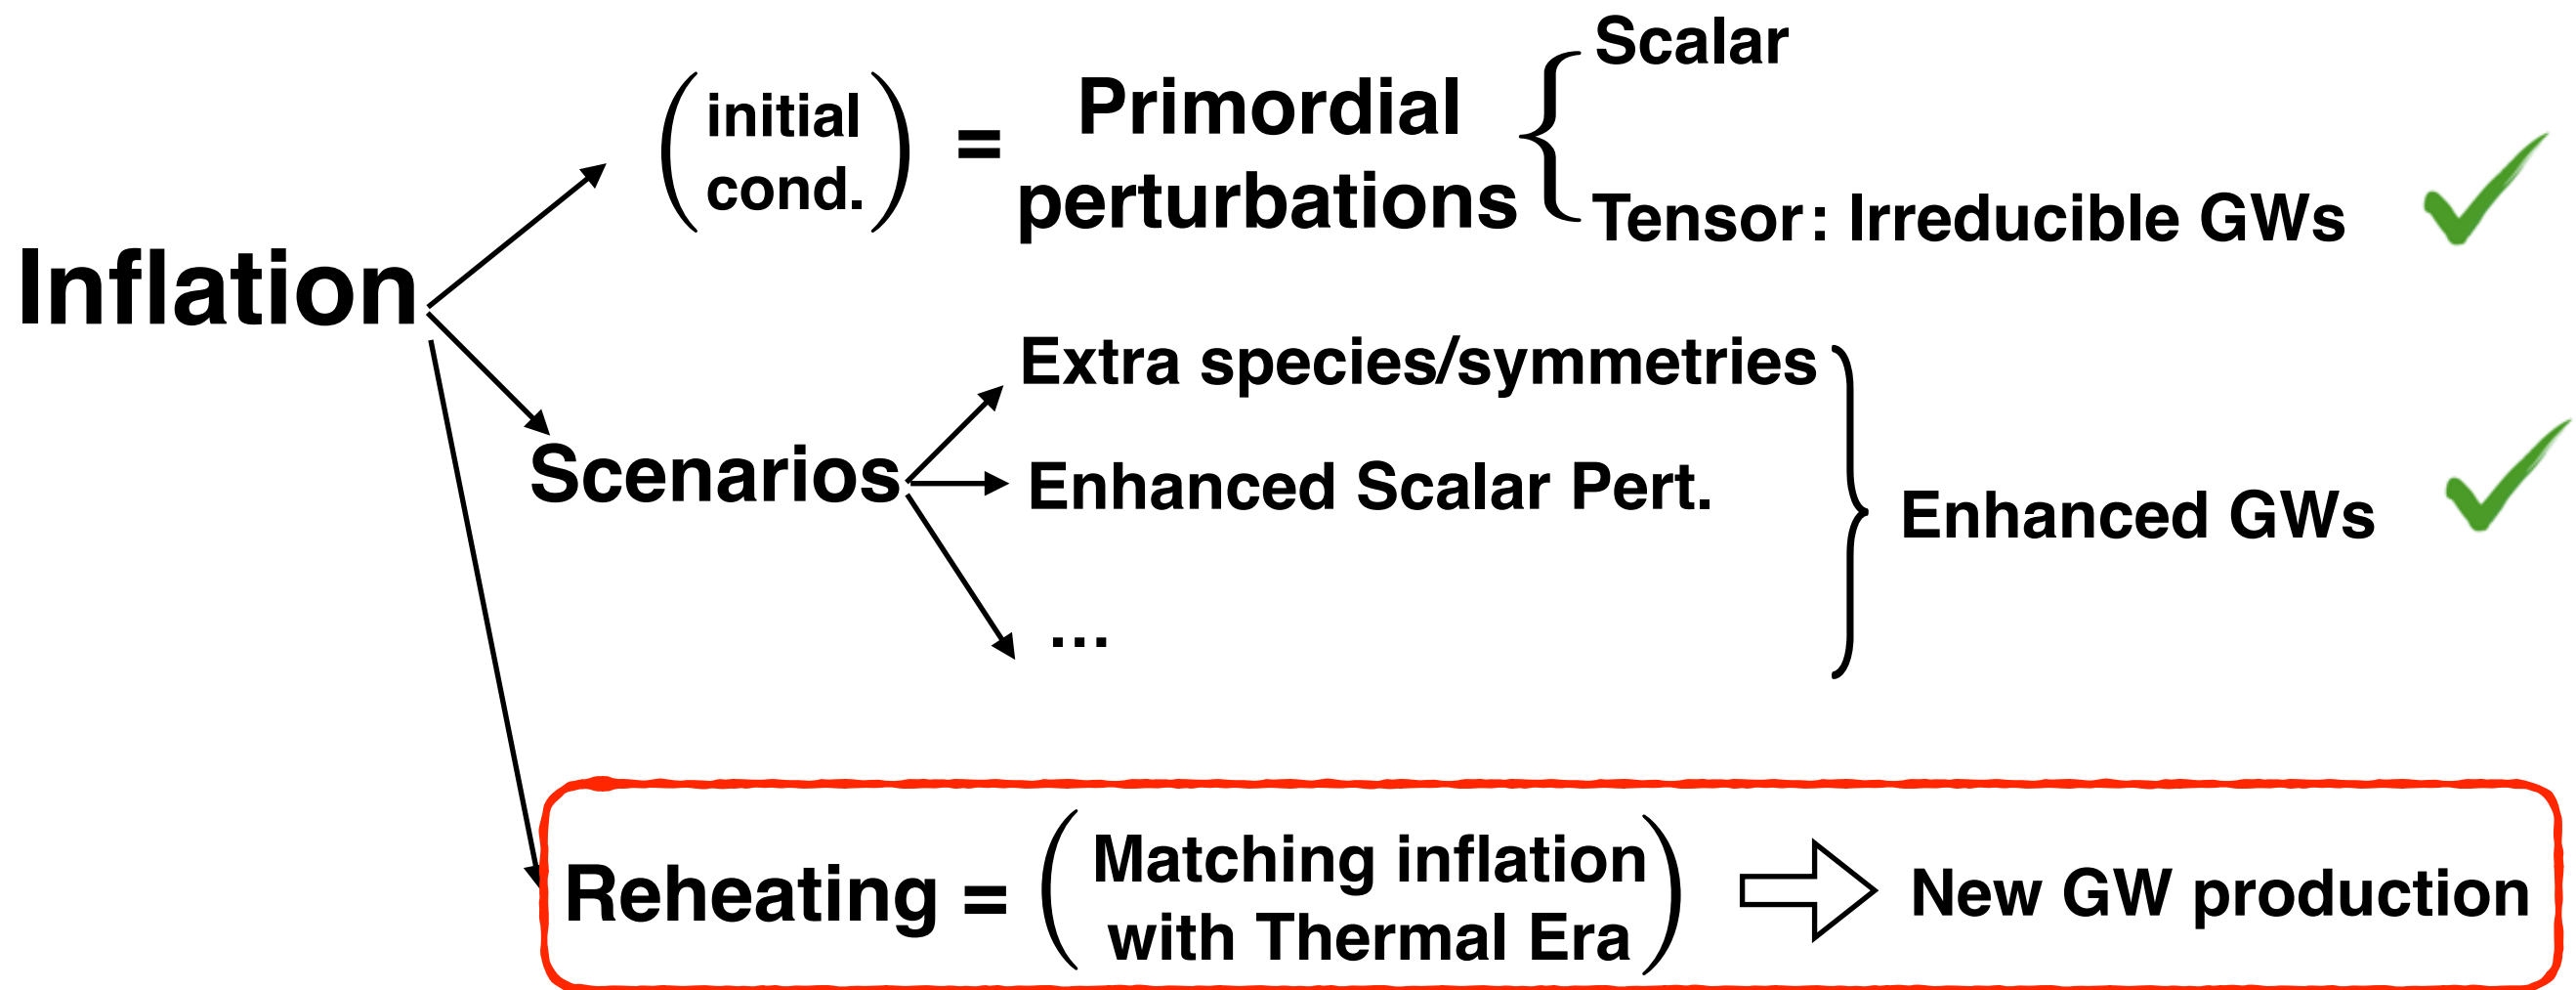 Scalar
initial
cond.
=
Primordial
perturbations
Tensor: Irreducible GWs
Inflation
Extra species/symmetries
Scenarios
Enhanced Scalar Pert.
Enhanced GWs
...
Reheating =
Matching inflation
with Thermal Era
New GW production